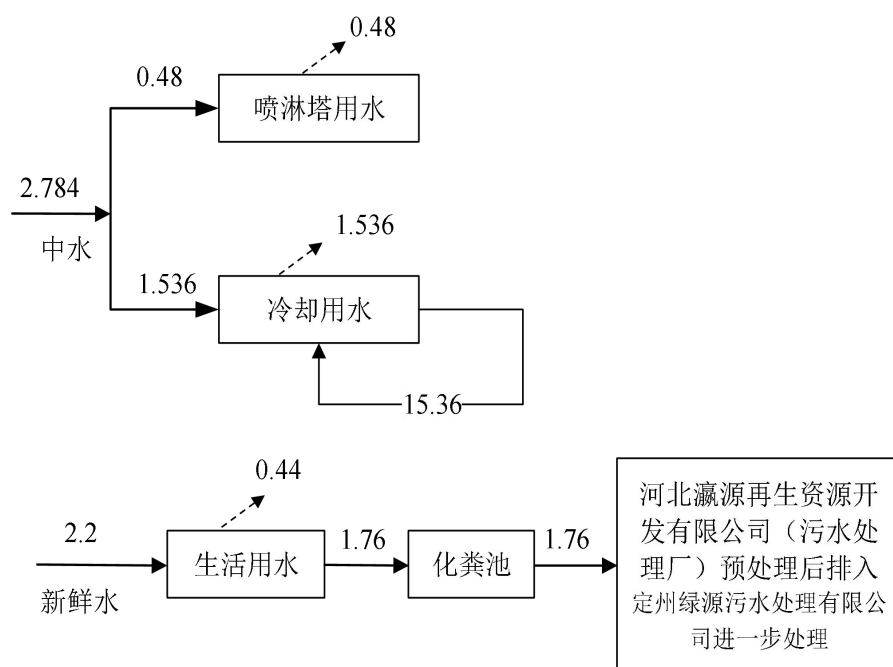 0.48
0.48
喷淋塔用水
2.784
中水
1.536
1.536
冷却用水
15.36
0.44
2.2
新鲜水
生活用水
1.76
化粪池
1.76
河北瀛源再生资源开
发有限公司（污水处
理厂）预处理后排入
定州绿源污水处理有限公
司进一步处理